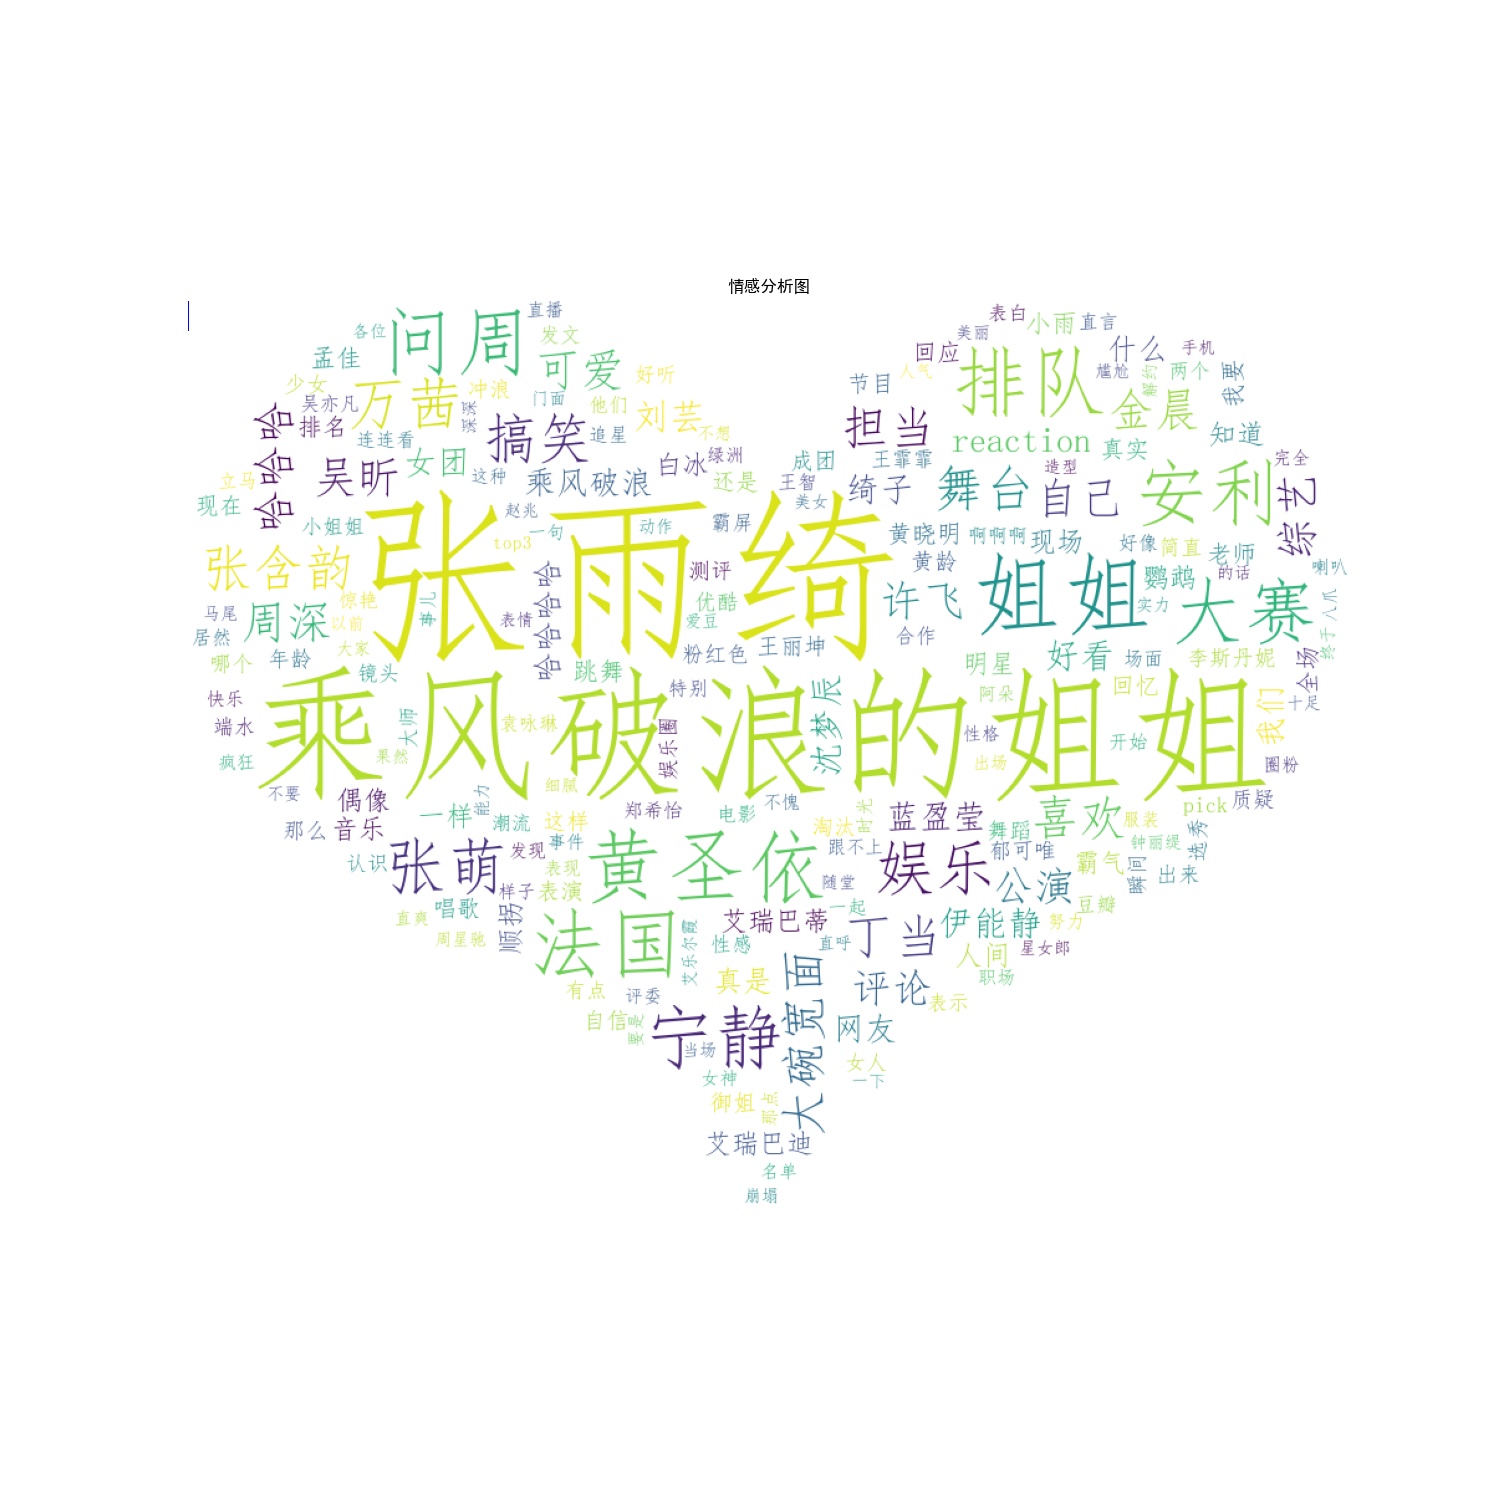 情感分析图
问周
直播
各位
发文
孟佳
可爱
好听
少女
万茜
冲浪
门面
他们
刘芸
吴亦凡
排名
哈哈哈
连连看
深深
搞笑
追星
不想
立马
吴昕
女团
这种
乘风破浪
白冰
绿洲
还是
现在
小姐姐
赵兆
一句
top3
动作
霸屏
表白
小雨
直言
美丽
回应
什么
手机
人气
节目
排队
尴尬
解约
两个
我要
担当
reaction
金晨
真实
知道
成团
王霏霏
造型
完全
王智
美女
绮子
舞台
自己
安利
综艺
黄晓明
啊啊啊
现场
好像
简直
老师
黄龄
鹦鹉
的话
喇叭
张雨绮
张含韵
惊艳
事儿
表情
哈哈哈哈
测评
优酷
爱豆
许飞
姐姐
实力
大赛
八爪
终于
马尾
周深
以前
居然
大家
合作
哪个
年龄
镜头
跳舞
粉红色
王丽坤
明星
好看
场面
李斯丹妮
全场
快乐
特别
阿朵
回忆
十足
我们
乘风破浪的姐姐
端水
大师
袁咏琳
娱乐圈
沈梦辰
性格
开始
疯狂
果然
出场
圈粉
不要
偶像
能力
细腻
郑希怡
电影
不愧
时光
pick
质疑
那么
音乐
一样
潮流
这样
淘汰
蓝盈莹
舞蹈
喜欢
服装
认识
张萌
发现
事件
表现
黄圣依
跟不上
娱乐
郁可唯
霸气
钟丽缇
选秀
样子
表演
随堂
公演
瞬间
出来
直爽
唱歌
顺拐
艾瑞巴蒂
一起
豆瓣
周星驰
法国
艾乐尔霞
性感
直呼
丁当
伊能静
努力
星女郎
有点
评委
真是
大碗宽面
评论
人间
职场
表示
自信
要是
宁静
当场
网友
女神
女人
一下
御姐
那点
艾瑞巴迪
名单
崩塌